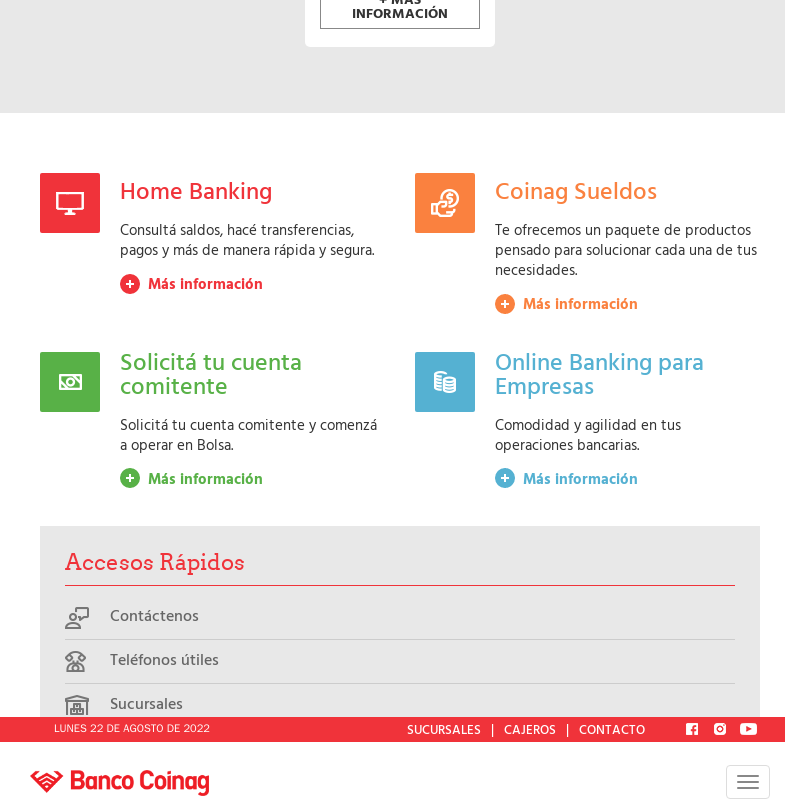 + MÁS
INFORMACIÓN
Home Banking
Consultá saldos, hacé transferencias,
pagos y más de manera rápida y segura.
Más información
Coinag Sueldos
Te ofrecemos un paquete de productos
pensado para solucionar cada una de tus
necesidades.
Más información
Solicitá tu cuenta
comitente
Solicitá tu cuenta comitente y comenzá
a operar en Bolsa.
Más información
Online Banking para
Empresas
Comodidad y agilidad en tus
operaciones bancarias.
Más información
Accesos Rápidos
Contáctenos
Teléfonos útiles
Sucursales
LUNES 22 DE AGOSTO DE 2022
SUCURSALES | CAJEROS | CONTACTO
Banco Coinag